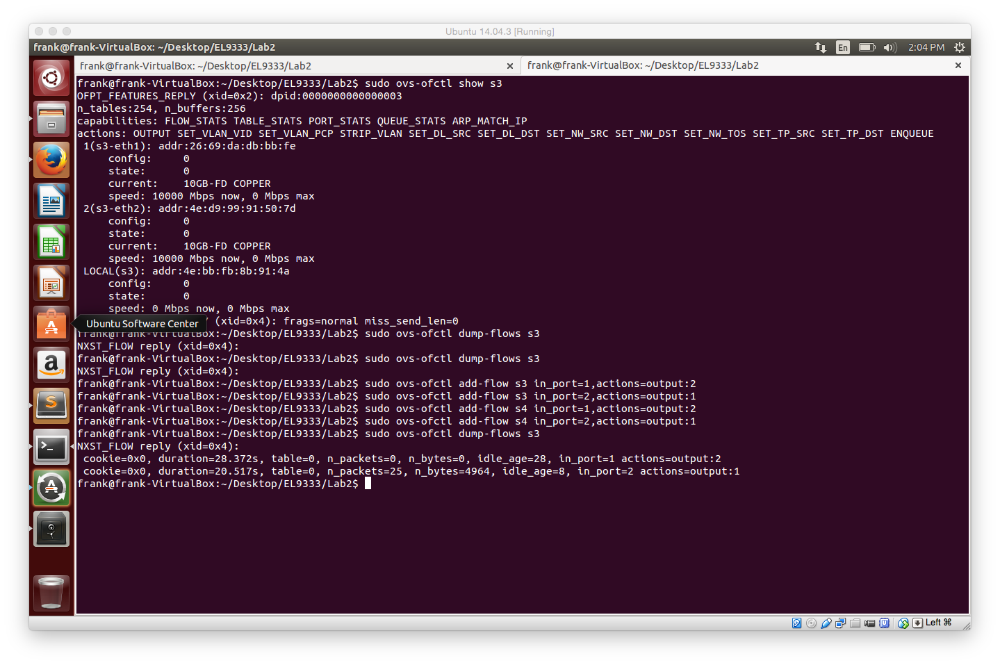 Ubuntu 14.04.3 [Running]
frank@frank-VirtualBox: ~/Desktop/EL9333/Lab2
En
2:04 PM
frank@frank-VirtualBox: ~/Desktop/EL9333/Lab2
frank@frank-VirtualBox: ~/Desktop/EL9333/Lab2
frank@frank-VirtualBox:~/Desktop/EL9333/Lab2$ sudo ovs-ofctl show s3
OFPT_FEATURES_REPLY (xid=0x2): dpid:0000000000000003
n_tables:254, n_buffers:256
capabilities: FLOW_STATS TABLE_STATS PORT_STATS QUEUE_STATS ARP_MATCH_IP
actions: OUTPUT SET_VLAN_VID SET_VLAN_PCP STRIP_VLAN SET_DL_SRC SET_DL_DST SET_NW_SRC SET_NW_DST SET_NW_TOS SET_TP_SRC SET_TP_DST ENQUEUE
1(s3-eth1): addr:26:69:da:db:bb:fe
config:     0
state:      0
current:    10GB-FD COPPER
speed: 10000 Mbps now, 0 Mbps max
2(s3-eth2): addr:4e:d9:99:91:50:7d
config:     0
state:      0
current:    10GB-FD COPPER
speed: 10000 Mbps now, 0 Mbps max
LOCAL(s3): addr:4e:bb:fb:8b:91:4a
config:     0
state:      0
speed: 0 Mbps now, 0 Mbps max
Ubuntu Software Center
(xid=0x4): frags=normal miss_send_len=0
frank@frank-VirtualBox:~/Desktop/EL9333/Lab2$ sudo ovs-ofctl dump-flows s3
NXST_FLOW reply (xid=0x4):
frank@frank-VirtualBox:~/Desktop/EL9333/Lab2$ sudo ovs-ofctl dump-flows s3
NXST_FLOW reply (xid=0x4):
frank@frank-VirtualBox:~/Desktop/EL9333/Lab2$ sudo ovs-ofctl add-flow s3 in_port=1,actions=output:2
frank@frank-VirtualBox:~/Desktop/EL9333/Lab2$ sudo ovs-ofctl add-flow s3 in_port=2,actions=output:1
frank@frank-VirtualBox:~/Desktop/EL9333/Lab2$ sudo ovs-ofctl add-flow s4 in_port=1,actions=output:2
frank@frank-VirtualBox:~/Desktop/EL9333/Lab2$ sudo ovs-ofctl add-flow s4 in_port=2,actions=output:1
frank@frank-VirtualBox:~/Desktop/EL9333/Lab2$ sudo ovs-ofctl dump-flows s3
NXST_FLOW reply (xid=0x4):
cookie=0x0, duration=28.372s, table=0, n_packets=0, n_bytes=0, idle_age=28, in_port=1 actions=output:2
cookie=0x0, duration=20.517s, table=0, n_packets=25, n_bytes=4964, idle_age=8, in_port=2 actions=output:1
frank@frank-VirtualBox:~/Desktop/EL9333/Lab2$
Left ⌘